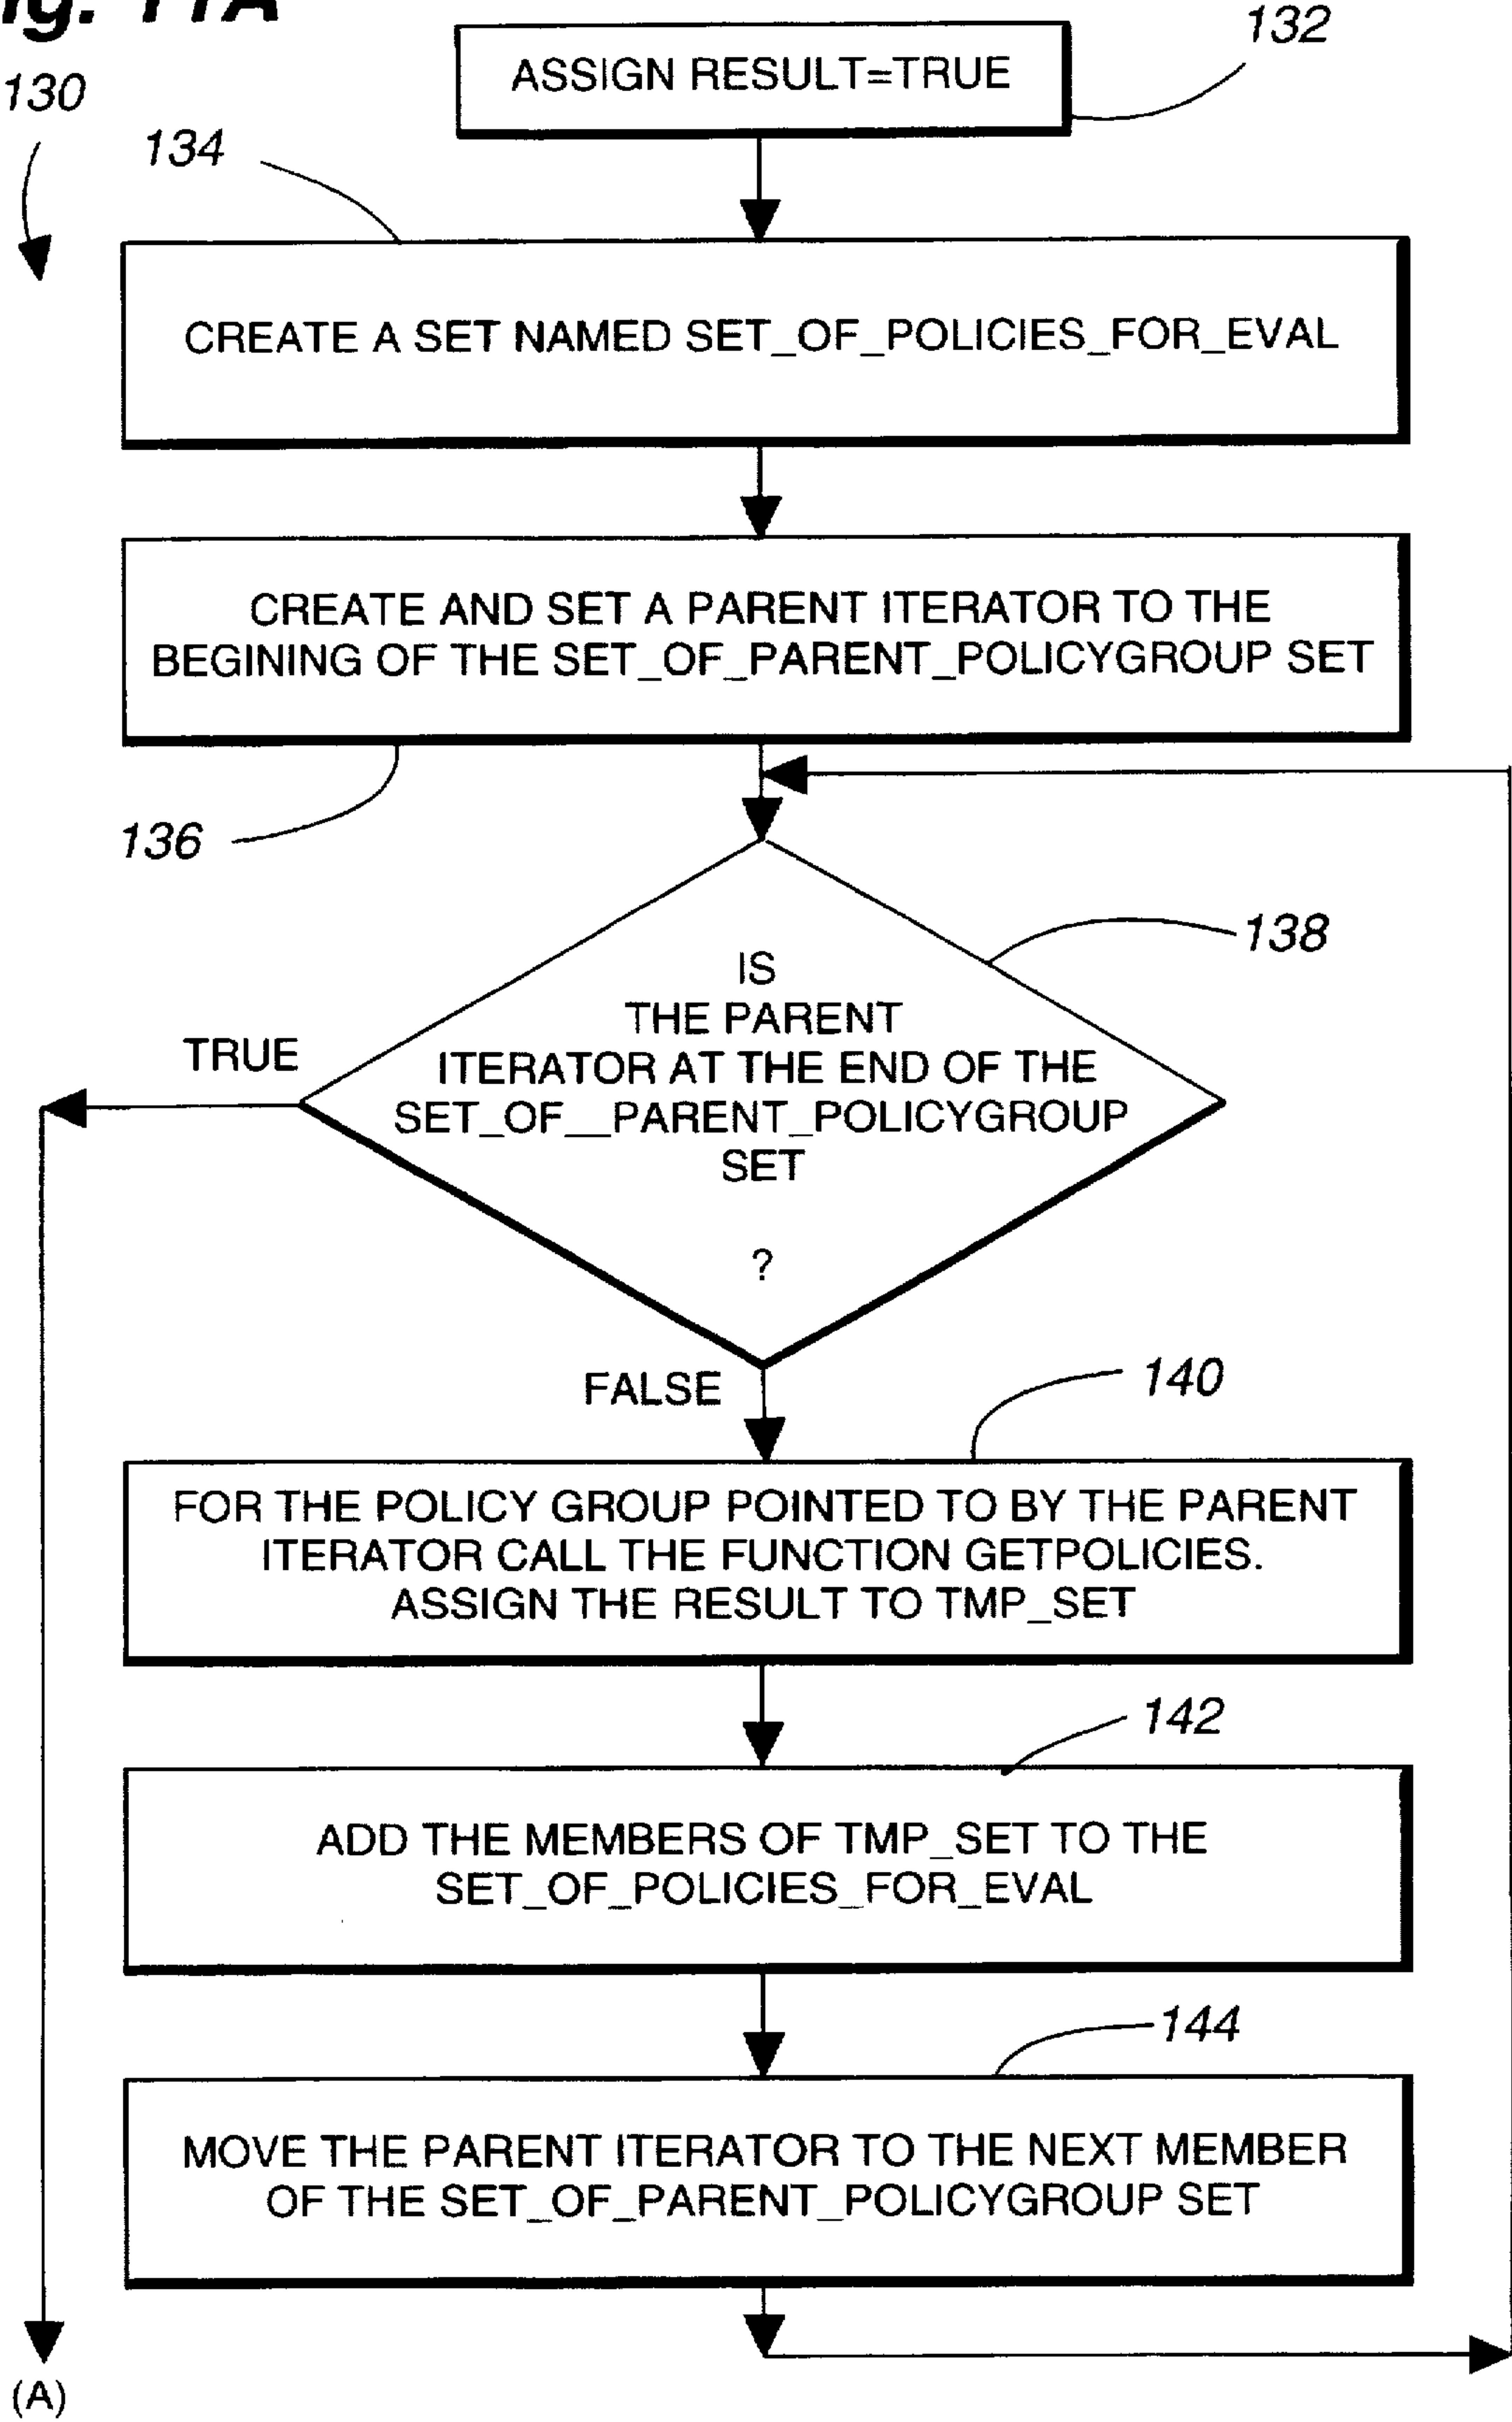 Fig. 11A
130
132
ASSIGN RESULT=TRUE
134
CREATE A SET NAMED SET_OF_POLICIES_FOR_EVAL
CREATE AND SET A PARENT ITERATOR TO THE
BEGINING OF THE SET_OF_PARENT_POLICYGROUP SET
136
138
IS
THE PARENT
ITERATOR AT THE END OF THE
SET_OF__PARENT_POLICYGROUP
SET
?
TRUE
FALSE
140
FOR THE POLICY GROUP POINTED TO BY THE PARENT
ITERATOR CALL THE FUNCTION GETPOLICIES.
ASSIGN THE RESULT TO TMP_SET
142
ADD THE MEMBERS OF TMP_SET TO THE
SET_OF_POLICIES_FOR_EVAL
144
MOVE THE PARENT ITERATOR TO THE NEXT MEMBER
OF THE SET_OF_PARENT_POLICYGROUP SET
(A)